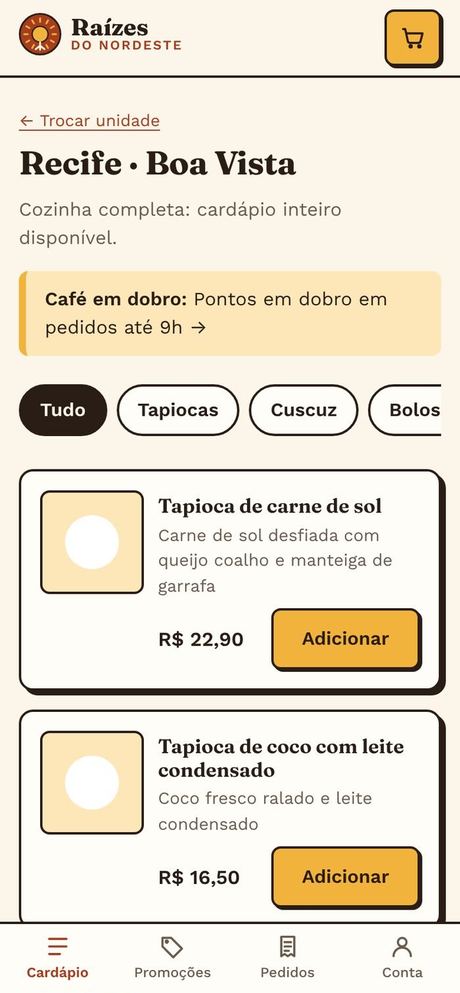 Raízes
DO NORDESTE
← Trocar unidade
Recife · Boa Vista
Cozinha completa: cardápio inteiro
disponível.
Café em dobro: Pontos em dobro em
pedidos até 9h →
Tudo
Tapiocas
Cuscuz
Bolos
Tapioca de carne de sol
Carne de sol desfiada com
queijo coalho e manteiga de
garrafa
R$ 22,90
Adicionar
Tapioca de coco com leite
condensado
Coco fresco ralado e leite
condensado
R$ 16,50
Adicionar
Cardápio
Promoções
Pedidos
Conta